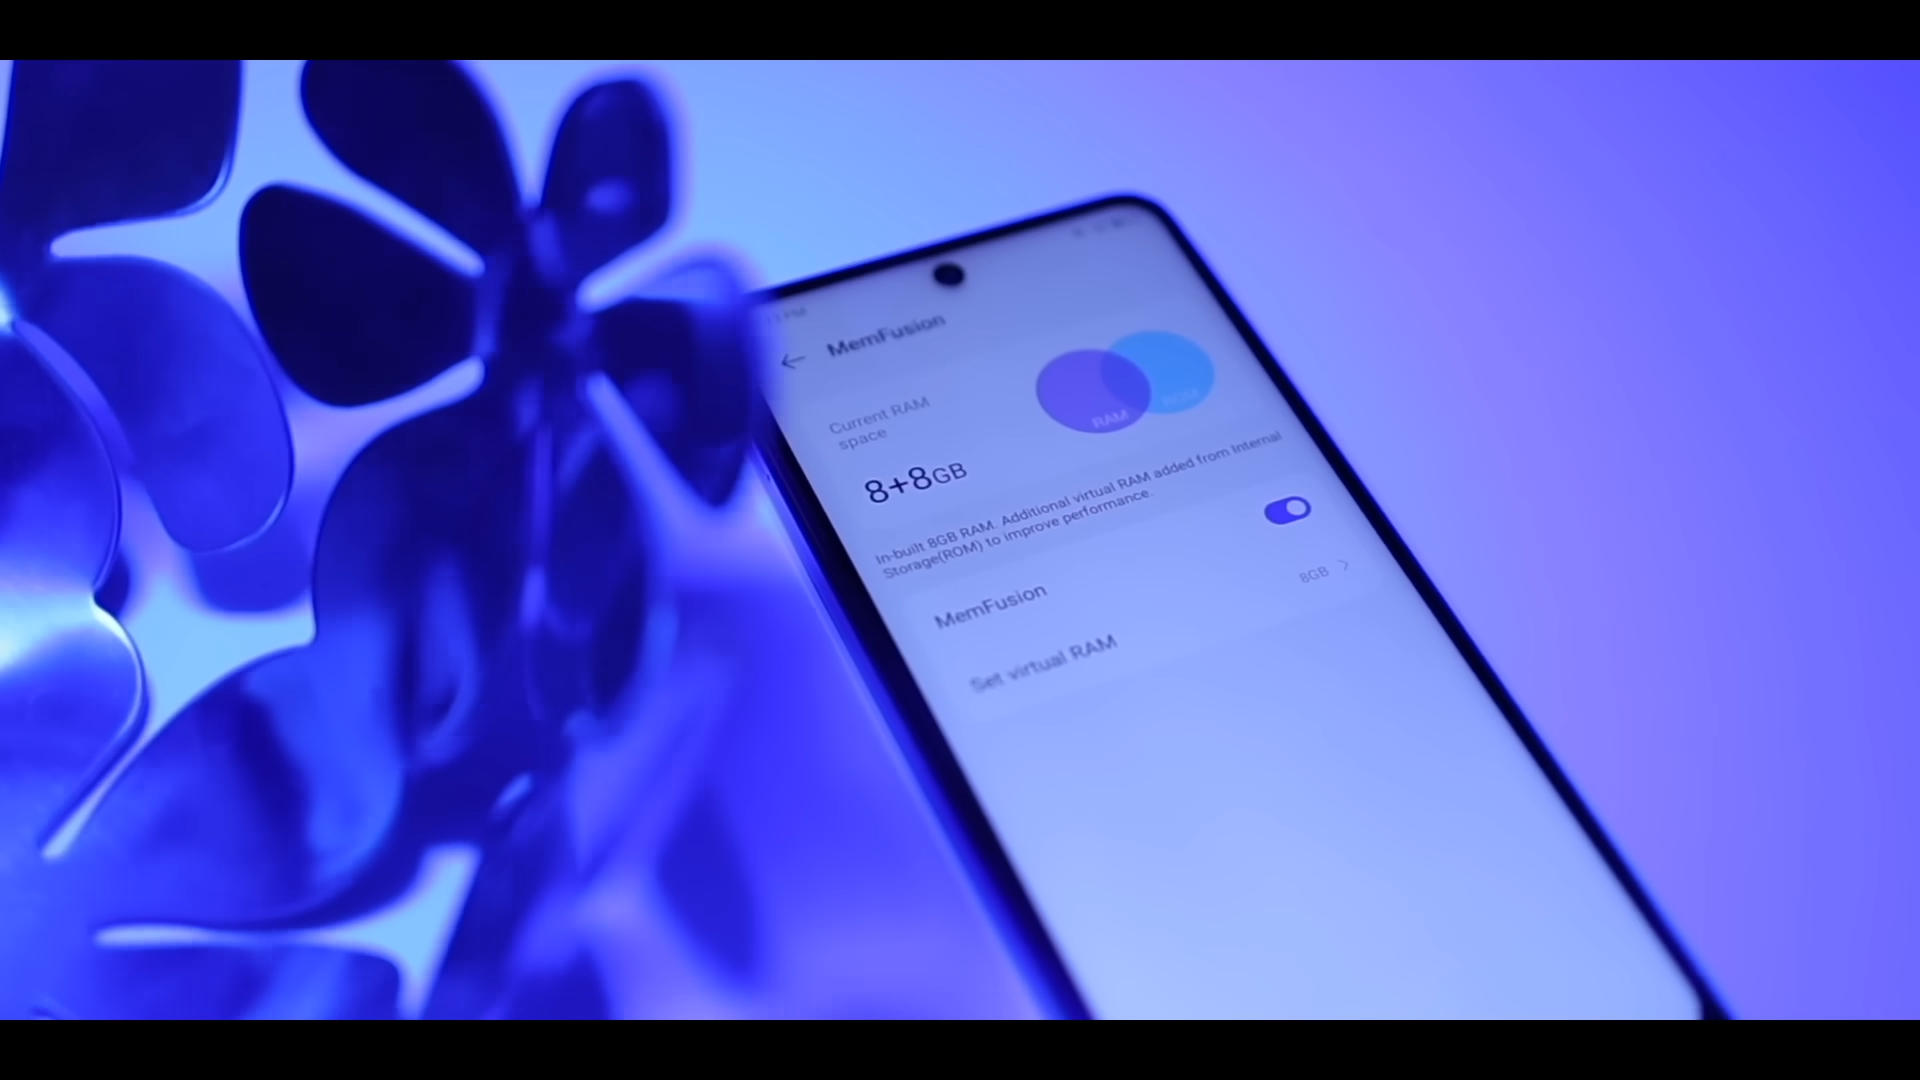 MemFusion
Current RAM
space
8+8GB
RAM
ROM
In-built 8GB RAM. Additional virtual RAM added from Internal
Storage(ROM) to improve performance.
MemFusion
Set virtual RAM
8GB